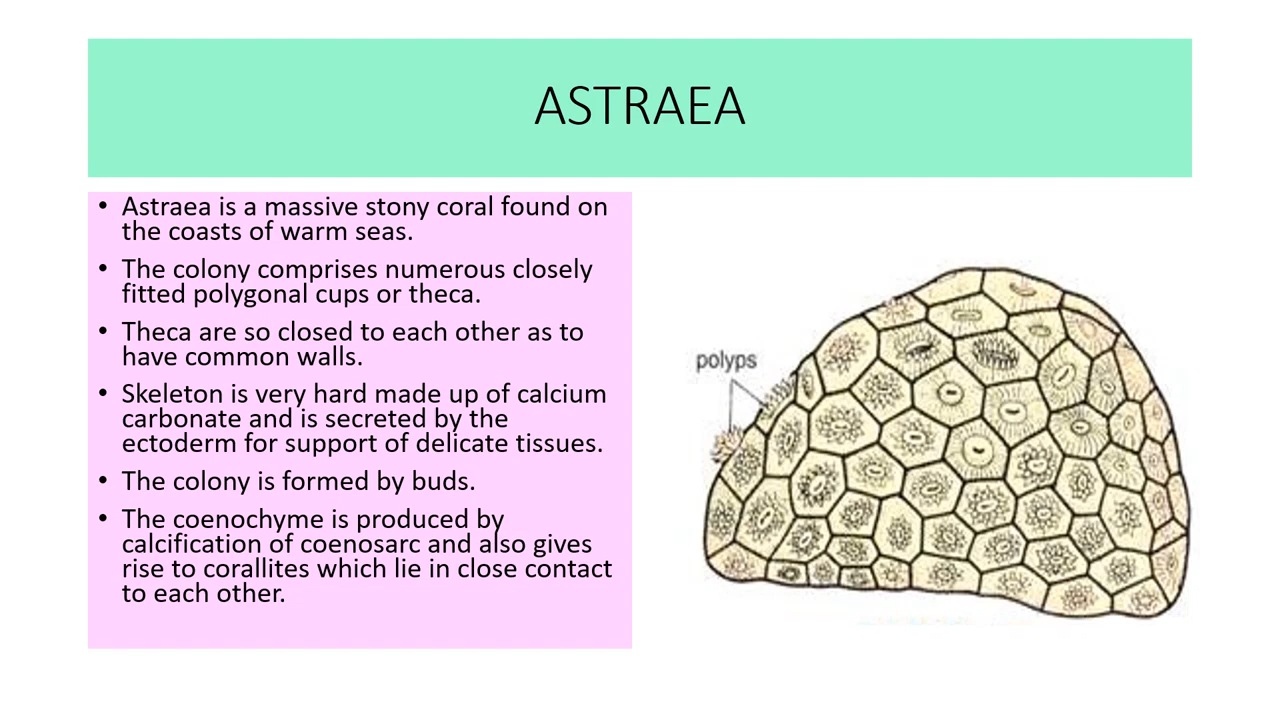 ASTRAEA
• Astraea is a massive stony coral found on
the coasts of warm seas.
• The colony comprises numerous closely
fitted polygonal cups or theca.
• Theca are so closed to each other as to
have common walls.
• Skeleton is very hard made up of calcium
carbonate and is secreted by the
ectoderm for support of delicate tissues.
• The colony is formed by buds.
• The coenochyme is produced by
calcification of coenosarc and also gives
rise to corallites which lie in close contact
to each other.
polyps